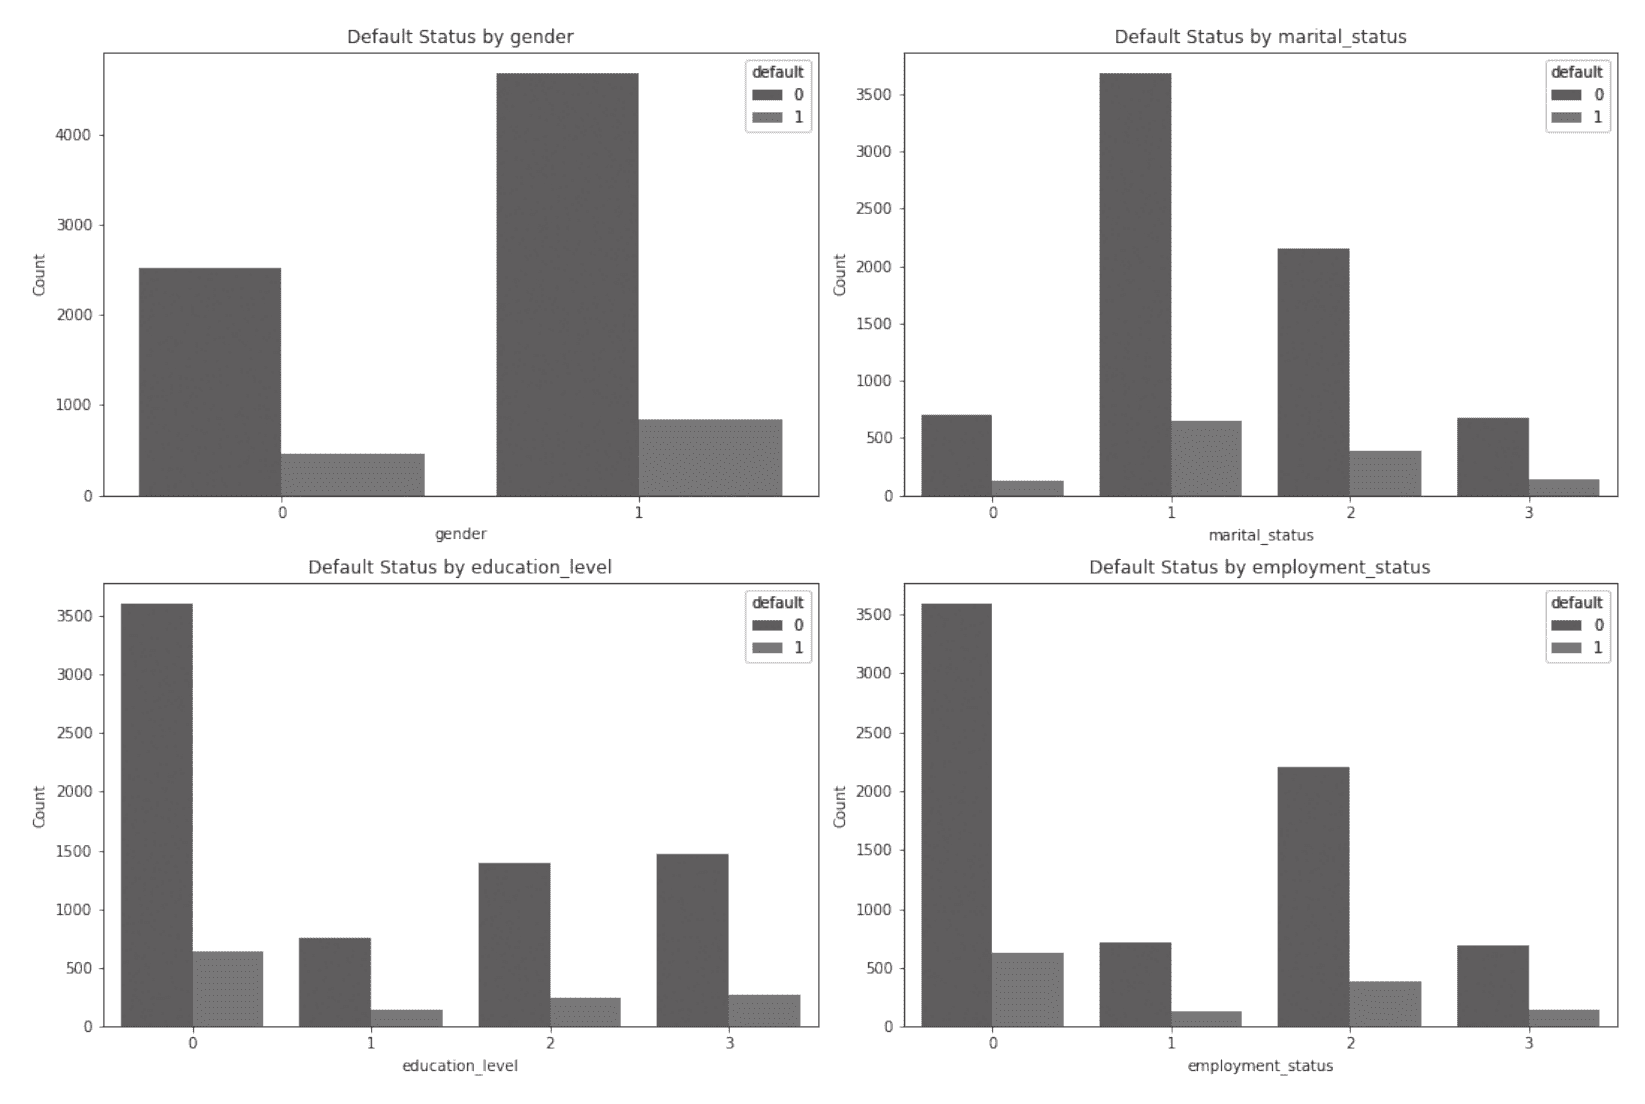 Default Status by gender
default
0
1
4000
3000
2000
1000
0
Count
0 1
gender
Default Status by marital_status
default
0
1
3500
3000
2500
2000
1500
1000
500
0
Count
0 1 2 3
marital_status
Default Status by education_level
default
0
1
3500
3000
2500
2000
1500
1000
500
0
Count
0 1 2 3
education_level
Default Status by employment_status
default
0
1
3500
3000
2500
2000
1500
1000
500
0
Count
0 1 2 3
employment_status